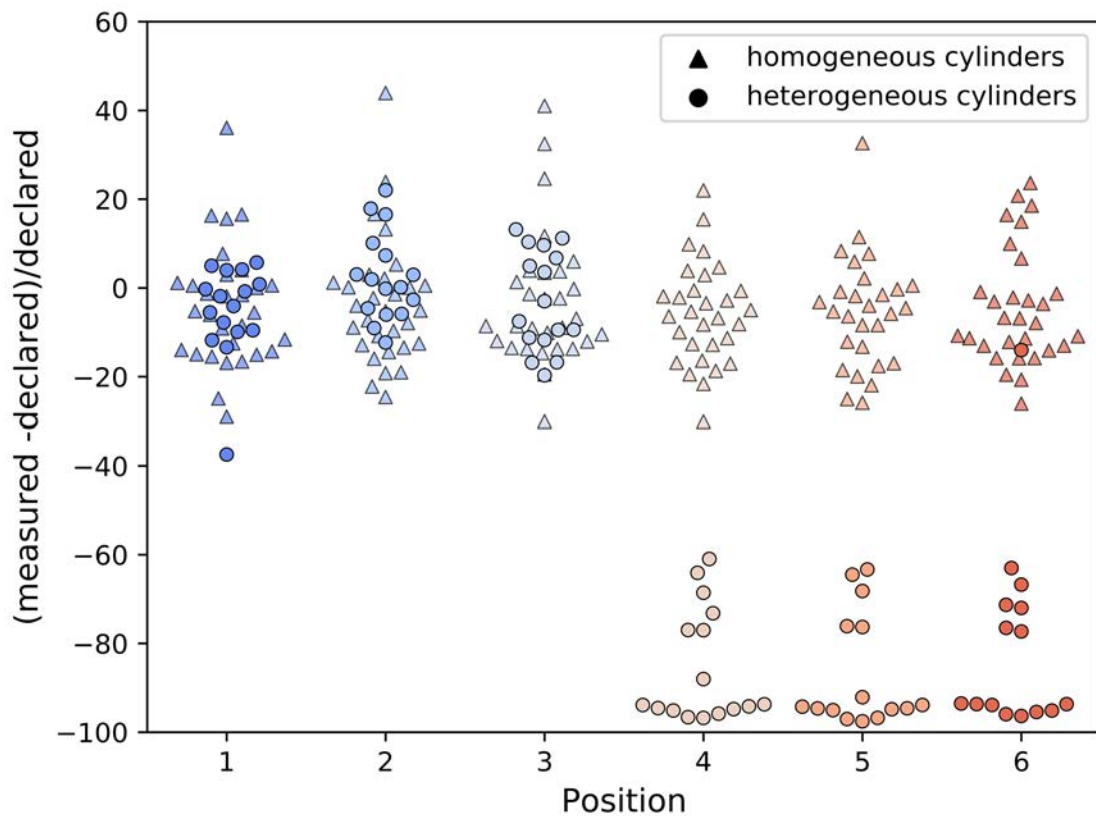 60
40
20
0
−20
−40
−60
−80
−100
(measured -declared)/declared
homogeneous cylinders
heterogeneous cylinders
1 2 3 4 5 6
Position